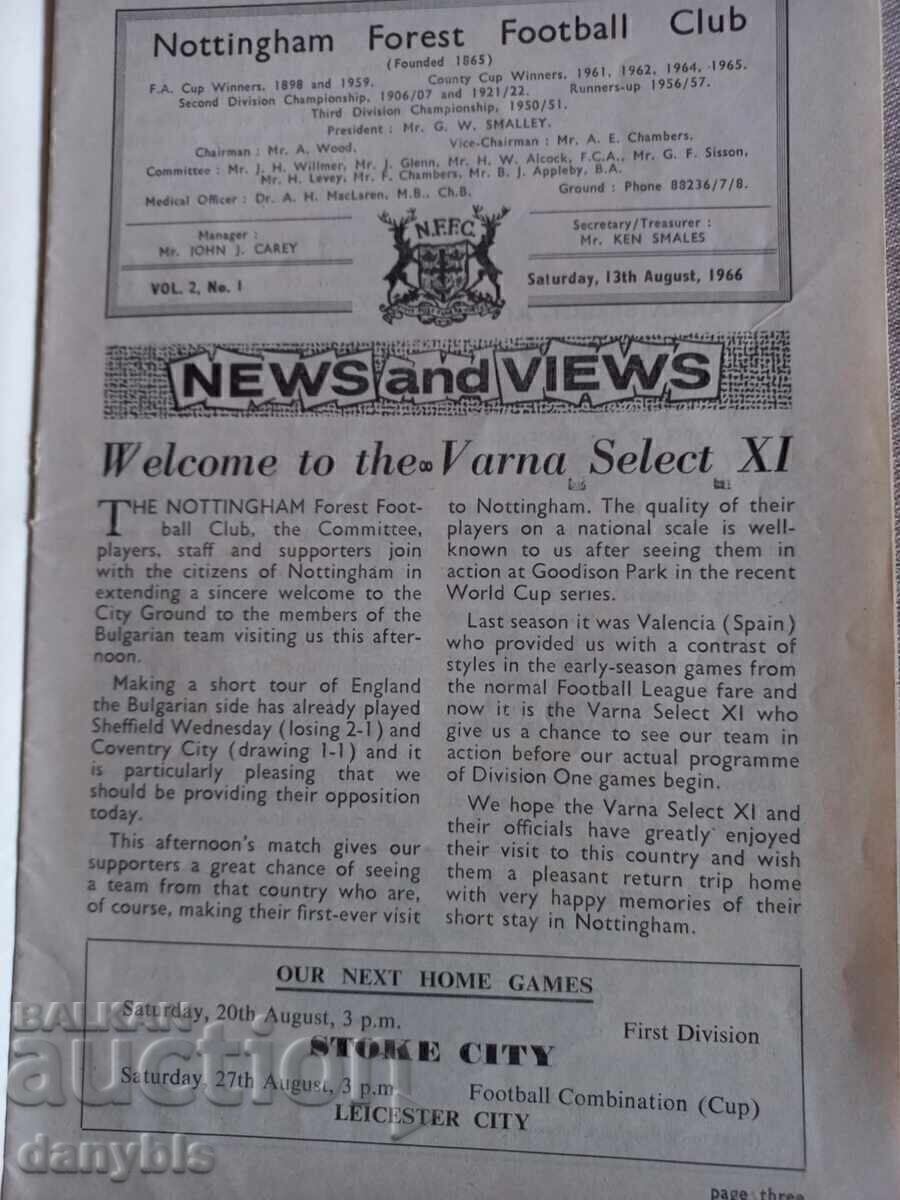 Nottingham Forest Football Club
(Founded 1865)
F.A. Cup Winners, 1898 and 1959. County Cup Winners, 1961, 1962, 1964, 1965.
Second Division Championship, 1906/07 and 1921/22. Runners-up 1956/57.
Third Division Championship, 1950/51.
President : Mr. G. W. SMALLEY.
Chairman : Mr. A. Wood. Vice-Chairman : Mr. A. E. Chambers.
Committee : Mr. J. H. Willmer, Mr. J. Glenn, Mr. H. W. Alcock, F.C.A., Mr. G. F. Sisson,
Mr. H. Levey, Mr. F. Chambers, Mr. B. J. Appleby, B.A.
Medical Officer : Dr. A. H. MacLaren, M.B., Ch.B. Ground : Phone 88236/7/8.
Manager :
Mr. JOHN J. CAREY
N.F.F.C.
Secretary/Treasurer :
Mr. KEN SMALES
VOL. 2, No. 1
Saturday, 13th August, 1966
NEWS and VIEWS
Welcome to the Varna Select XI
THE NOTTINGHAM Forest Foot-
ball Club, the Committee,
players, staff and supporters join
with the citizens of Nottingham in
extending a sincere welcome to the
City Ground to the members of the
Bulgarian team visiting us this after-
noon.
Making a short tour of England
the Bulgarian side has already played
Sheffield Wednesday (losing 2-1) and
Coventry City (drawing 1-1) and it
is particularly pleasing that we
should be providing their opposition
today.
This afternoon's match gives our
supporters a great chance of seeing
a team from that country who are,
of course, making their first-ever visit
to Nottingham. The quality of their
players on a national scale is well-
known to us after seeing them in
action at Goodison Park in the recent
World Cup series.
Last season it was Valencia (Spain)
who provided us with a contrast of
styles in the early-season games from
the normal Football League fare and
now it is the Varna Select XI who
give us a chance to see our team in
action before our actual programme
of Division One games begin.
We hope the Varna Select XI and
their officials have greatly enjoyed
their visit to this country and wish
them a pleasant return trip home
with very happy memories of their
short stay in Nottingham.
OUR NEXT HOME GAMES
Saturday, 20th August, 3 p.m. First Division
STOKE CITY
Saturday, 27th August, 3 p.m. Football Combination (Cup)
LEICESTER CITY
page three
BALKAN
auction
danybls